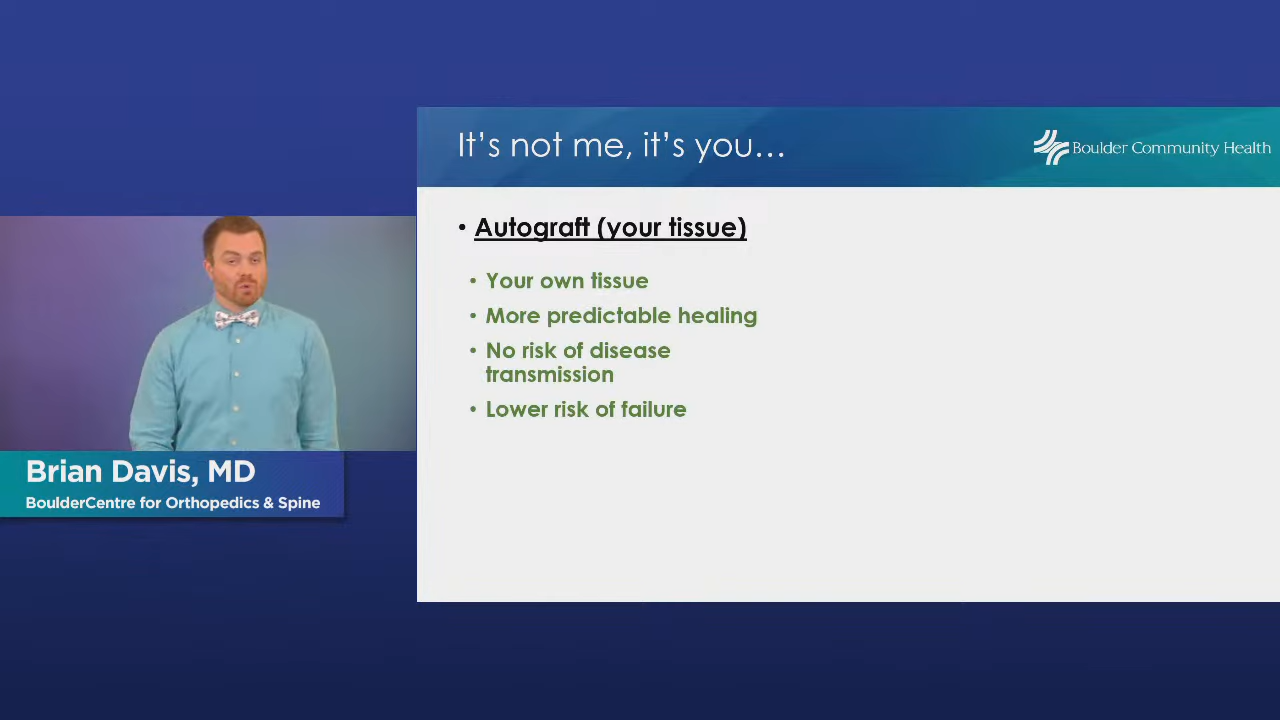 It's not me, it's you...
Boulder Community Health
• Autograft (your tissue)
• Your own tissue
• More predictable healing
• No risk of disease
transmission
• Lower risk of failure
Brian Davis, MD
BoulderCentre for Orthopedics & Spine